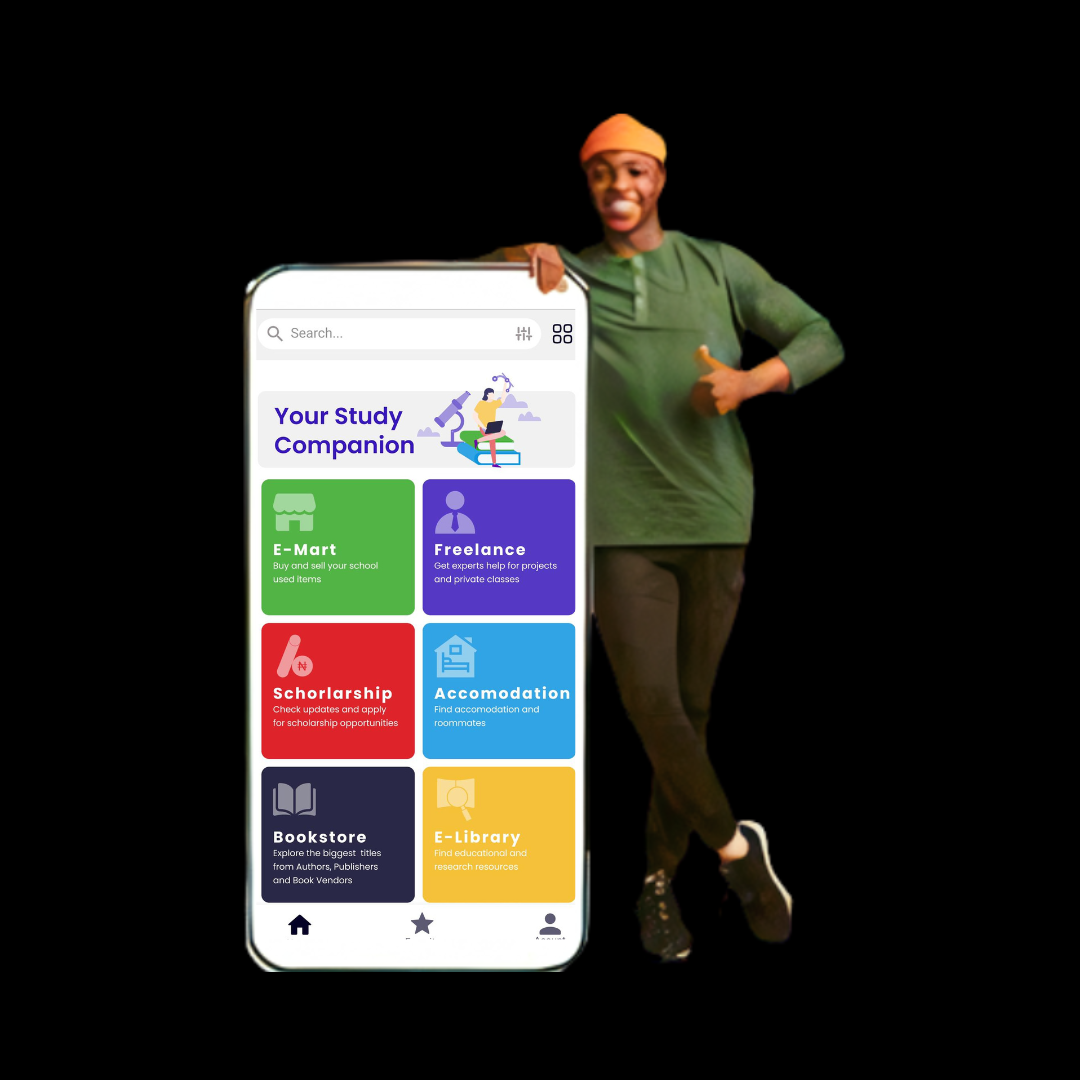 Search...
Your Study
Companion
E-Mart
Buy and sell your school
used items
Freelance
Get experts help for projects
and private classes
Schorlarship
Check updates and apply
for scholarship opportunities
Accomodation
Find accomodation and
roommates
Bookstore
Explore the biggest titles
from Authors, Publishers
and Book Vendors
E-Library
Find educational and
research resources